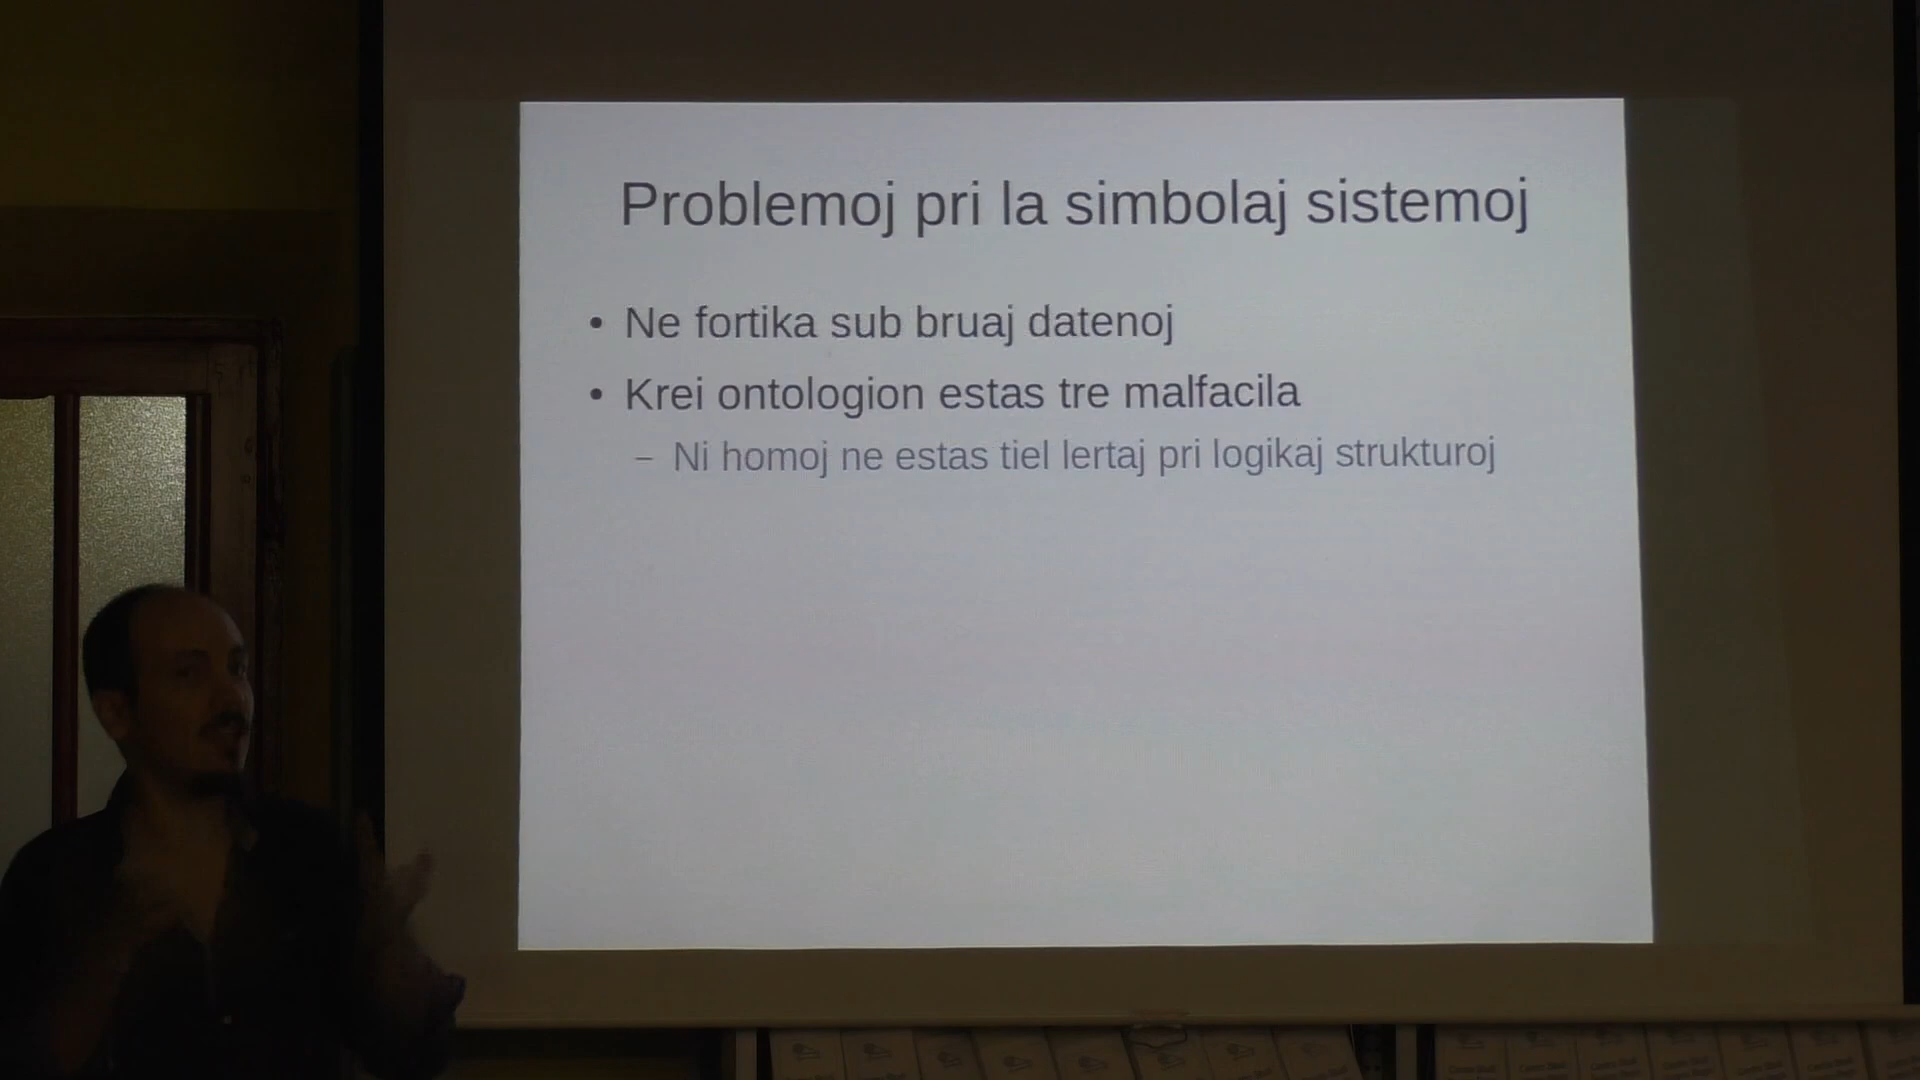 Problemoj pri la simbolaj sistemoj
• Ne fortika sub bruaj datenoj
• Krei ontologion estas tre malfacila
– Ni homoj ne estas tiel lertaj pri logikaj strukturoj